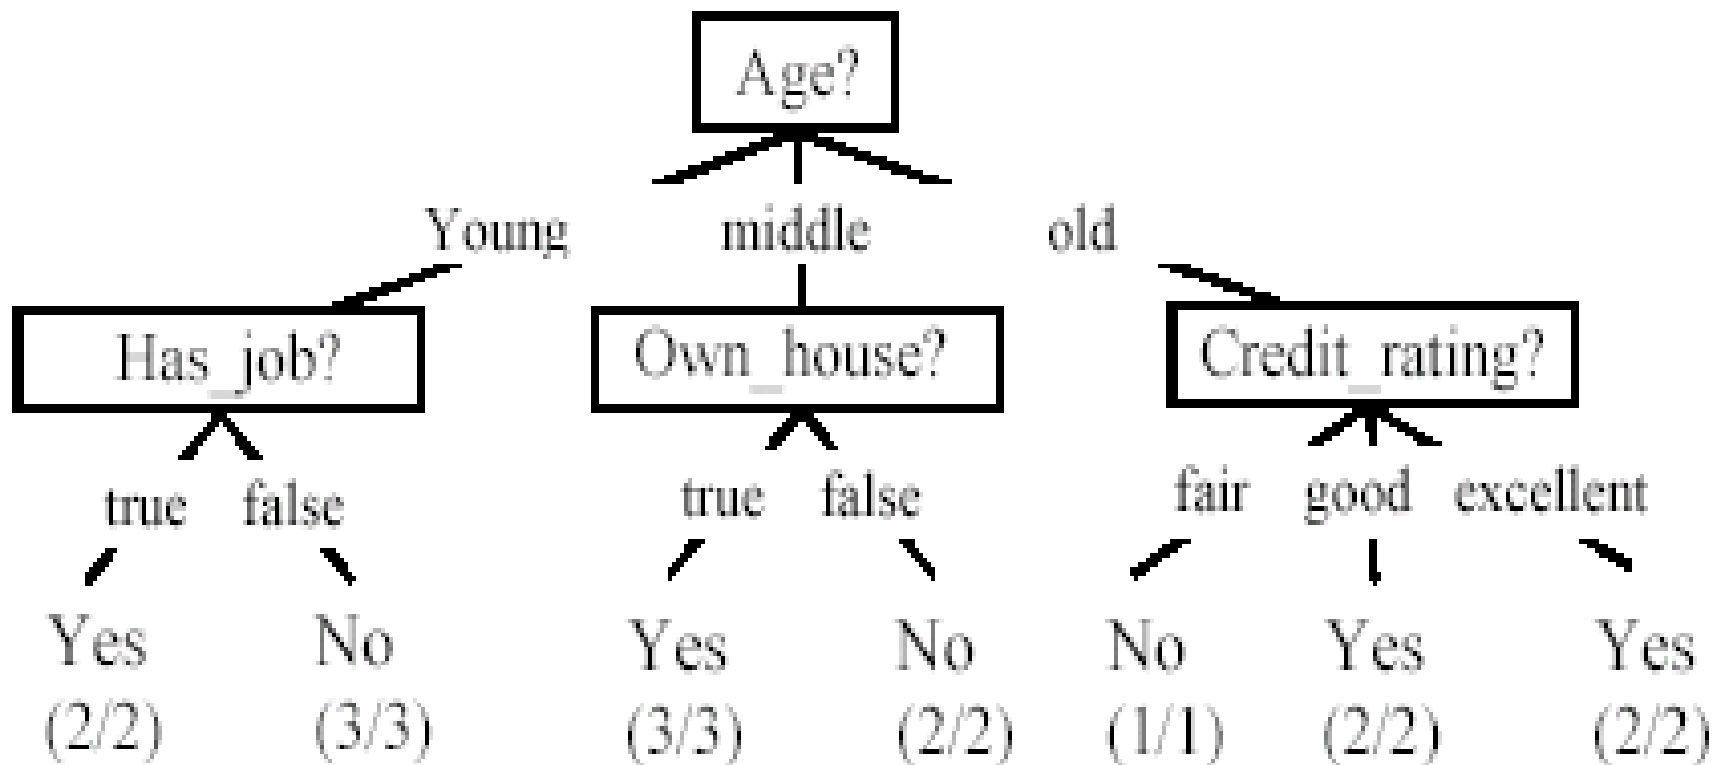 Age?
Young middle old
Has_job? Own_house? Credit_rating?
true false true false fair good excellent
Yes No Yes No No Yes Yes
(2/2) (3/3) (3/3) (2/2) (1/1) (2/2) (2/2)